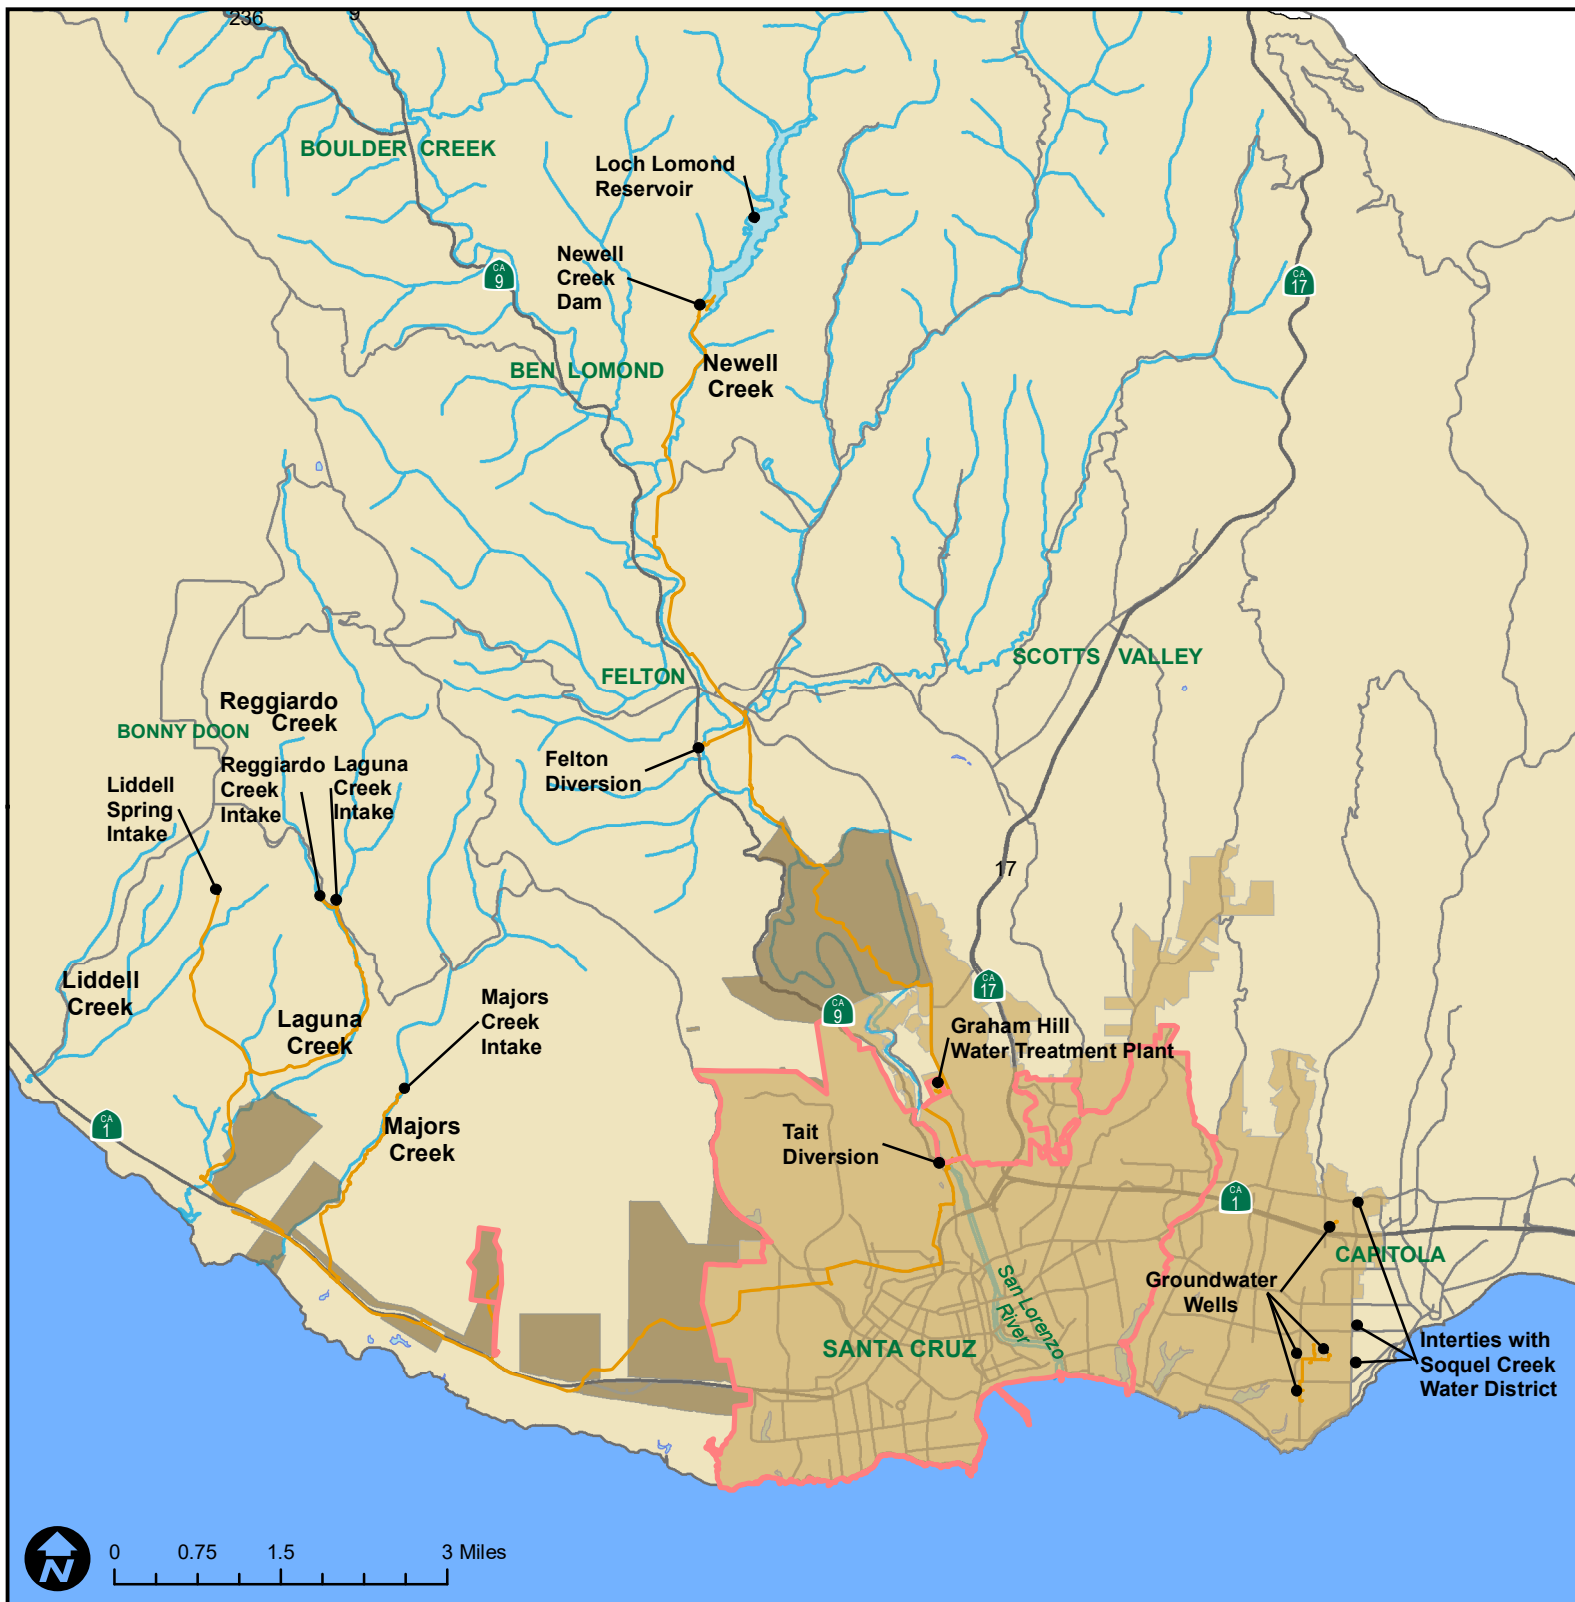 236
9
BOULDER CREEK
Loch Lomond
Reservoir
Newell
Creek
Dam
CA
9
CA
17
BEN LOMOND
Newell
Creek
SCOTTS VALLEY
FELTON
Reggiardo
Creek
BONNY DOON
Felton
Diversion
Reggiardo
Creek
Intake
Laguna
Creek
Intake
Liddell
Spring
Intake
17
Liddell
Creek
Majors
Creek
Intake
CA
17
CA
9
Laguna
Creek
Graham Hill
Water Treatment Plant
CA
1
Majors
Creek
Tait
Diversion
CA
1
CAPITOLA
Groundwater
Wells
San Lorenzo
River
SANTA CRUZ
Interties with
Soquel Creek
Water District
N
0 0.75 1.5 3 Miles